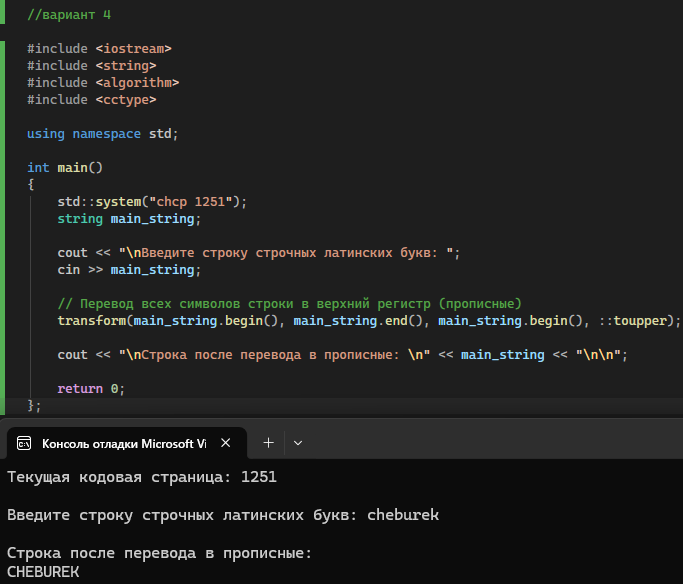 //вариант 4
#include <iostream>
#include <string>
#include <algorithm>
#include <cctype>
using namespace std;
int main()
{
std::system("chcp 1251");
string main_string;
cout << "\nВведите строку строчных латинских букв: ";
cin >> main_string;
// Перевод всех символов строки в верхний регистр (прописные)
transform(main_string.begin(), main_string.end(), main_string.begin(), ::toupper);
cout << "\nСтрока после перевода в прописные: \n" << main_string << "\n\n";
return 0;
};
Консоль отладки Microsoft Vi
Текущая кодовая страница: 1251
Введите строку строчных латинских букв: cheburek
Строка после перевода в прописные:
CHEBUREK